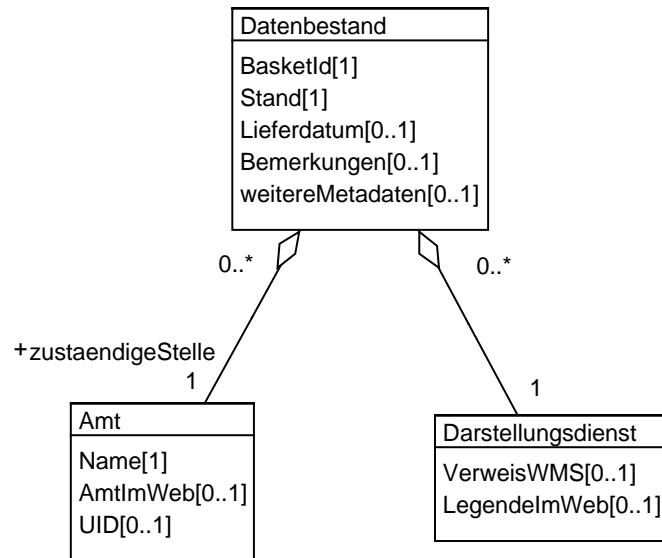 Datenbestand
BasketId[1]
Stand[1]
Lieferdatum[0..1]
Bemerkungen[0..1]
weitereMetadaten[0..1]
0..*
0..*
+zustaendigeStelle
1
1
Amt
Name[1]
AmtImWeb[0..1]
UID[0..1]
Darstellungsdienst
VerweisWMS[0..1]
LegendeImWeb[0..1]